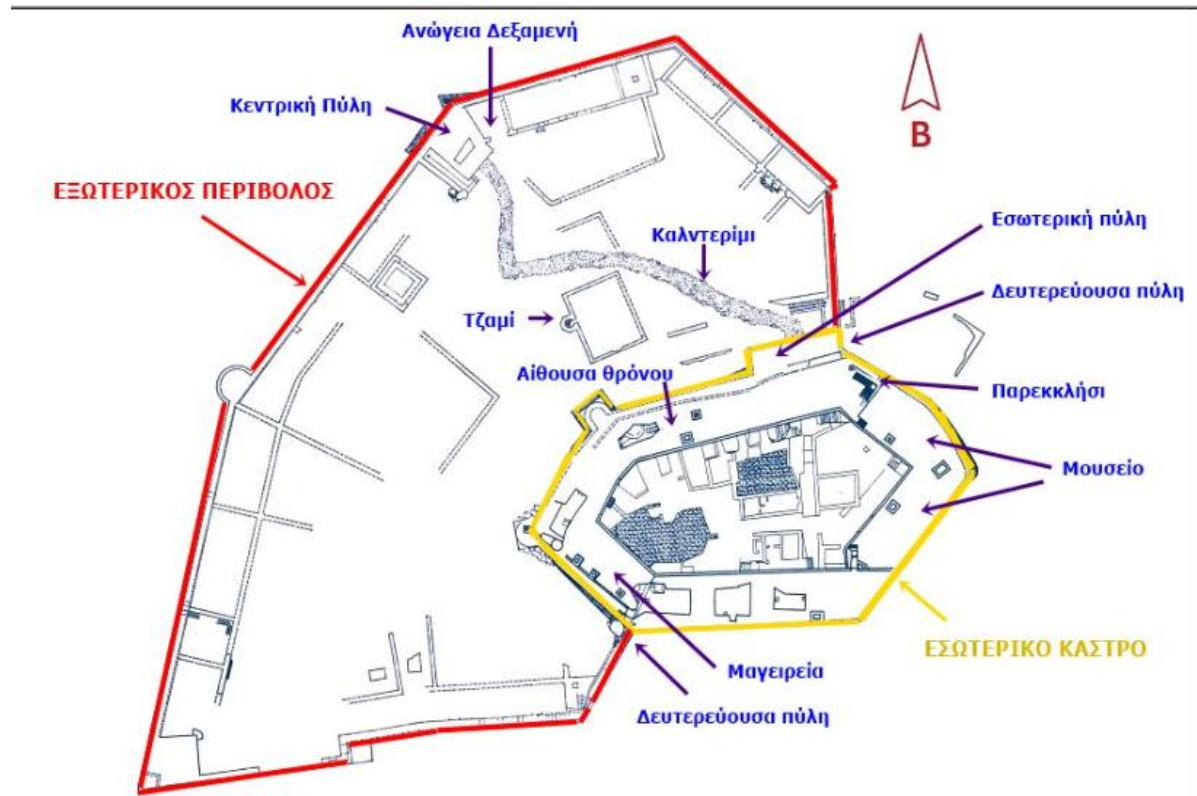 Ανώγεια Δεξαμενή
Κεντρική Πύλη
Β
ΕΞΩΤΕΡΙΚΟΣ ΠΕΡΙΒΟΛΟΣ
Εσωτερική πύλη
Καλντερίμι
Δευτερεύουσα πύλη
Τζαμί
Αίθουσα θρόνου
Παρεκκλήσι
Μουσείο
ΕΣΩΤΕΡΙΚΟ ΚΑΣΤΡΟ
Μαγειρεία
Δευτερεύουσα πύλη